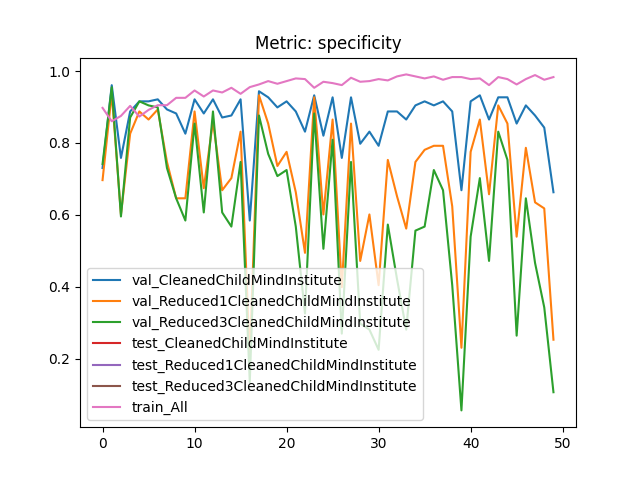 Metric: specificity
1.0
0.8
0.6
0.4
0.2
val_CleanedChildMindInstitute
val_Reduced1CleanedChildMindInstitute
val_Reduced3CleanedChildMindInstitute
test_CleanedChildMindInstitute
test_Reduced1CleanedChildMindInstitute
test_Reduced3CleanedChildMindInstitute
train_All
0 10 20 30 40 50